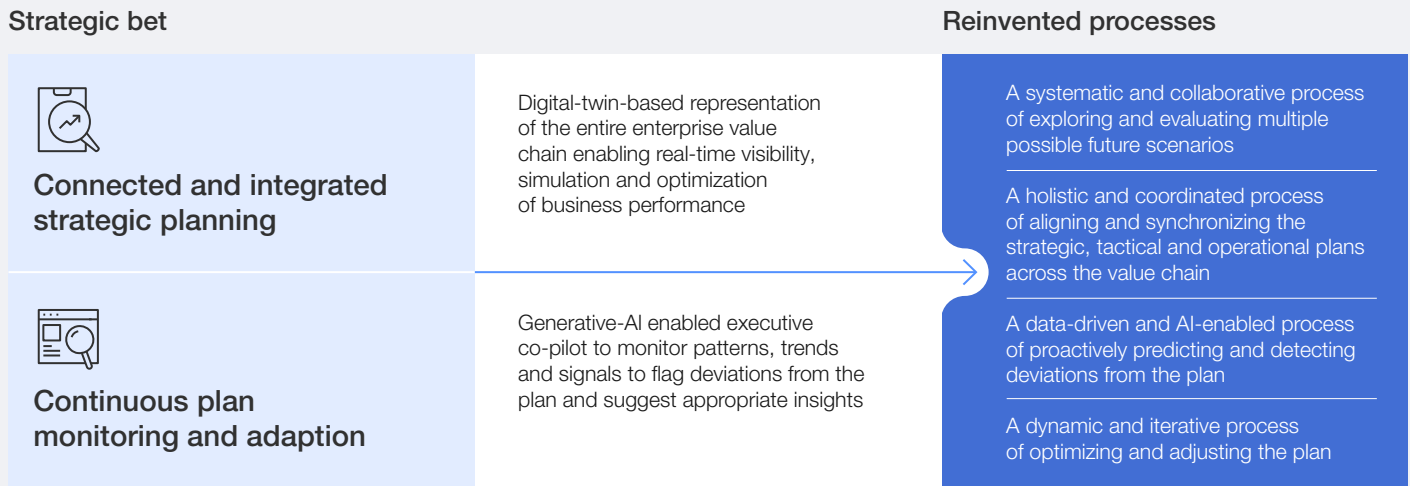 Strategic bet
Reinvented processes
Connected and integrated
strategic planning
Digital-twin-based representation
of the entire enterprise value
chain enabling real-time visibility,
simulation and optimization
of business performance
Continuous plan
monitoring and adaption
Generative-AI enabled executive
co-pilot to monitor patterns, trends
and signals to flag deviations from the
plan and suggest appropriate insights
A systematic and collaborative process
of exploring and evaluating multiple
possible future scenarios
A holistic and coordinated process
of aligning and synchronizing the
strategic, tactical and operational plans
across the value chain
A data-driven and AI-enabled process
of proactively predicting and detecting
deviations from the plan
A dynamic and iterative process
of optimizing and adjusting the plan